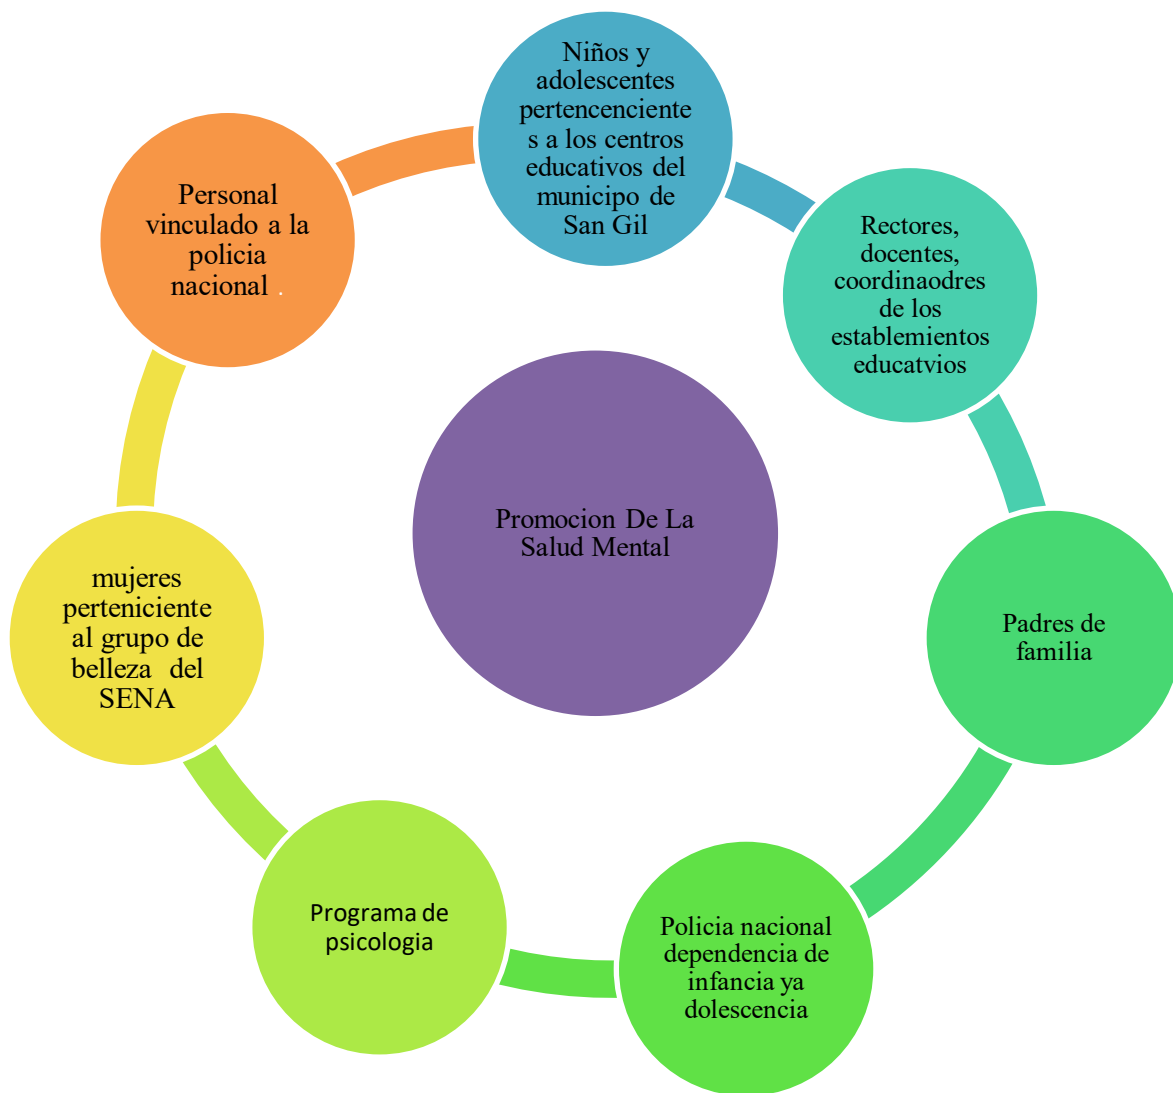 Niños y
adolescentes
pertencenciente
s a los centros
educativos del
municipo de
San Gil
Rectores,
docentes,
coordinaodres
de los
establemientos
educatvios
Padres de
familia
Policia nacional
dependencia de
infancia ya
dolescencia
Programa de
psicologia
mujeres
perteniciente
al grupo de
belleza del
SENA
Personal
vinculado a la
policia
nacional .
Promocion De La
Salud Mental